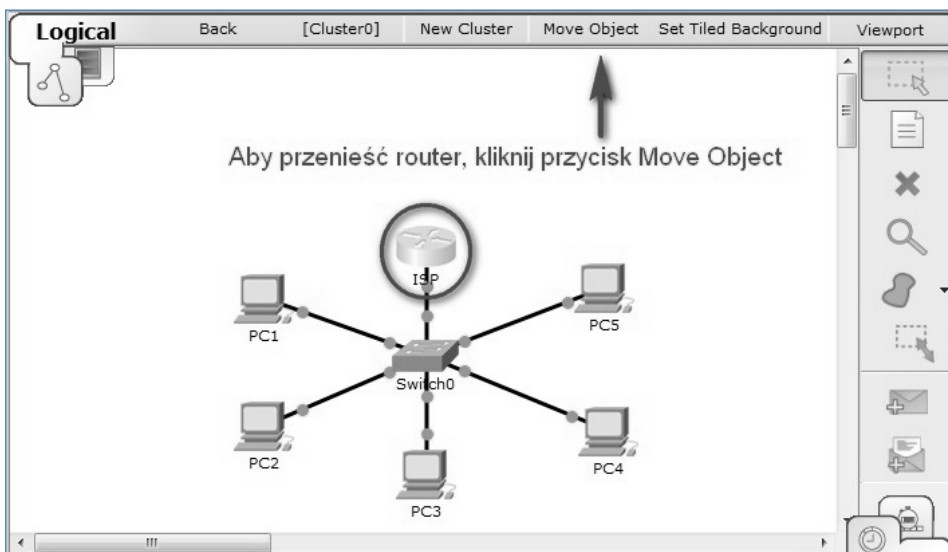 Logical Back [Cluster0] New Cluster Move Object Set Tiled Background Viewport
Aby przenieść router, kliknij przycisk Move Object
ISP
PC1
PC5
Switch0
PC2
PC4
PC3